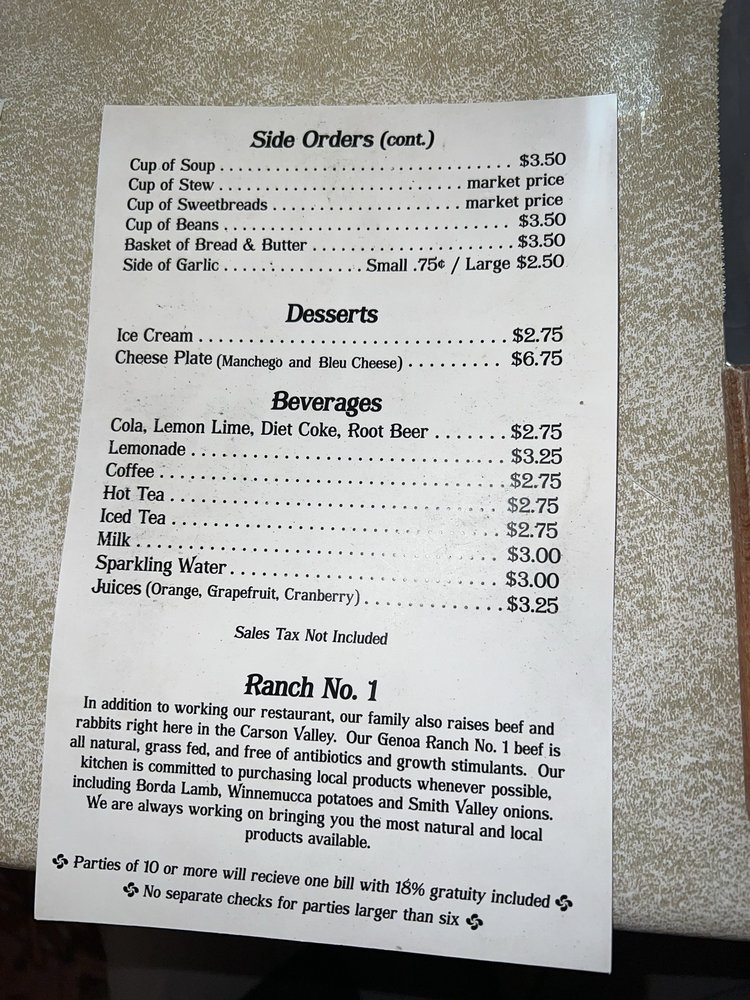 Side Orders (cont.)
Cup of Soup ............................... $3.50
Cup of Stew .......................... market price
Cup of Sweetbreads .................... market price
Cup of Beans ............................... $3.50
Basket of Bread & Butter ..................... $3.50
Side of Garlic .............. Small .75¢ / Large $2.50
Desserts
Ice Cream ................................ $2.75
Cheese Plate (Manchego and Bleu Cheese) ......... $6.75
Beverages
Cola, Lemon Lime, Diet Coke, Root Beer ....... $2.75
Lemonade ................................ $3.25
Coffee ................................... $2.75
Hot Tea .................................. $2.75
Iced Tea ................................. $2.75
Milk .................................... $3.00
Sparkling Water ........................... $3.00
Juices (Orange, Grapefruit, Cranberry) ............. $3.25
Sales Tax Not Included
Ranch No. 1
In addition to working our restaurant, our family also raises beef and
rabbits right here in the Carson Valley. Our Genoa Ranch No. 1 beef is
all natural, grass fed, and free of antibiotics and growth stimulants. Our
kitchen is committed to purchasing local products whenever possible,
including Borda Lamb, Winnemucca potatoes and Smith Valley onions.
We are always working on bringing you the most natural and local
products available.
Parties of 10 or more will recieve one bill with 18% gratuity included
No separate checks for parties larger than six